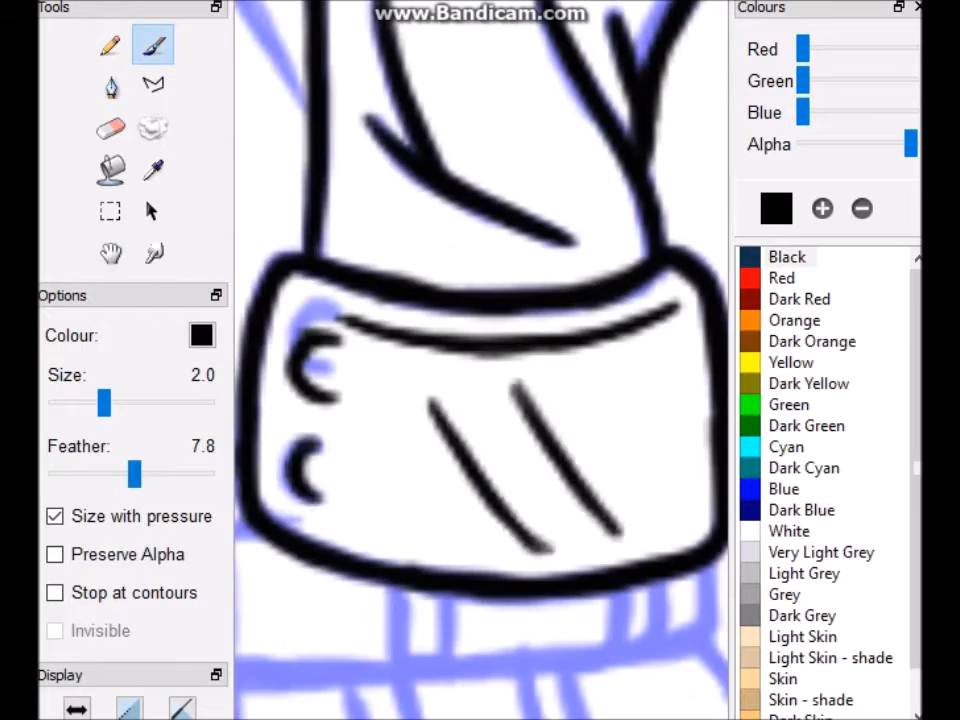 Tools
www.Bandicam.com
Colours
Red
Green
Blue
Alpha
Options
Colour:
Size: 2.0
Feather: 7.8
Size with pressure
Preserve Alpha
Stop at contours
Invisible
Display
Black
Red
Dark Red
Orange
Dark Orange
Yellow
Dark Yellow
Green
Dark Green
Cyan
Dark Cyan
Blue
Dark Blue
White
Very Light Grey
Light Grey
Grey
Dark Grey
Light Skin
Light Skin - shade
Skin
Skin - shade
Dark Skin